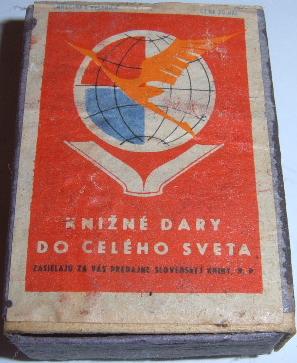 KNIŽNÉ DARY
DO CELÉHO SVETA
ZASIELAJÚ ZA VÁS PREDAJNE SLOVENSKEJ KNIHY, N. P.